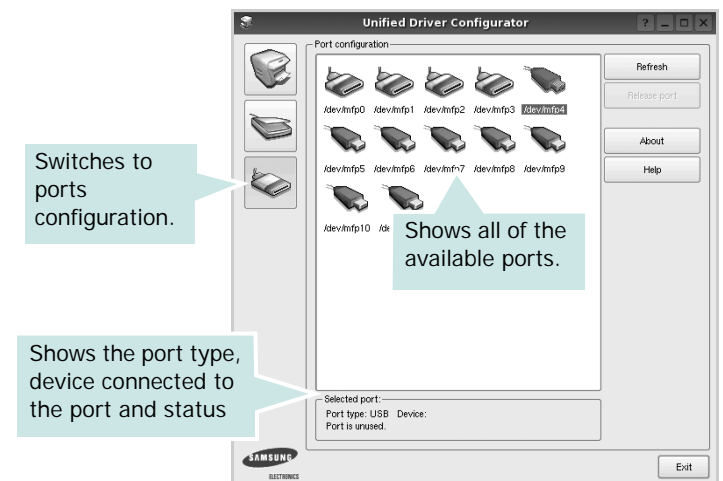 Unified Driver Configurator
Port configuration
Refresh
Release port
About
Help
/dev/mfp0 /dev/mfp1 /dev/mfp2 /dev/mfp3 /dev/mfp4
/dev/mfp5 /dev/mfp6 /dev/mfp7 /dev/mfp8 /dev/mfp9
/dev/mfp10
Switches to
ports
configuration.
Shows all of the
available ports.
Shows the port type,
device connected to
the port and status
Selected port:
Port type: USB Device:
Port is unused.
SAMSUNG
ELECTRONICS
Exit